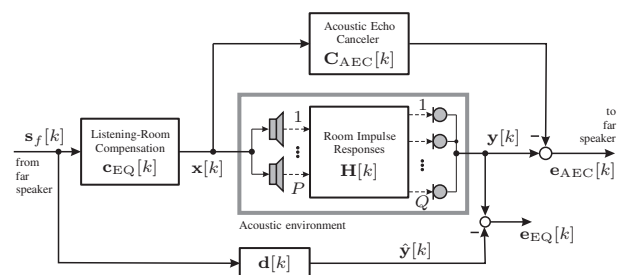 Acoustic Echo
Canceler
C_AEC[k]
s_f[k]
from
far
speaker
Listening-Room
Compensation
c_EQ[k]
x[k]
1
P
Room Impulse
Responses
H[k]
1
Q
Acoustic environment
y[k]
-
to
far
speaker
e_AEC[k]
-
e_EQ[k]
d[k]
ŷ[k]